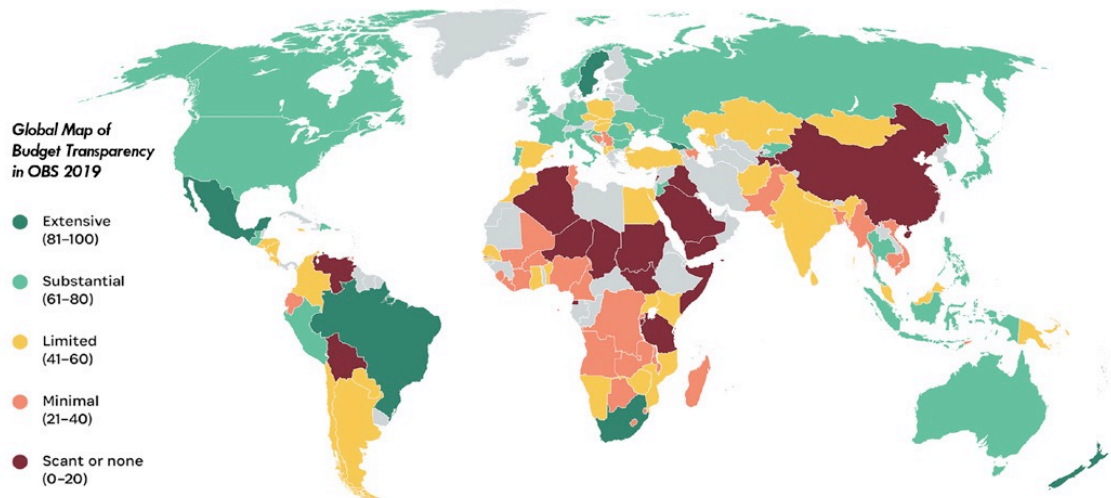 Global Map of
Budget Transparency
in OBS 2019
Extensive
(81–100)
Substantial
(61–80)
Limited
(41–60)
Minimal
(21–40)
Scant or none
(0–20)